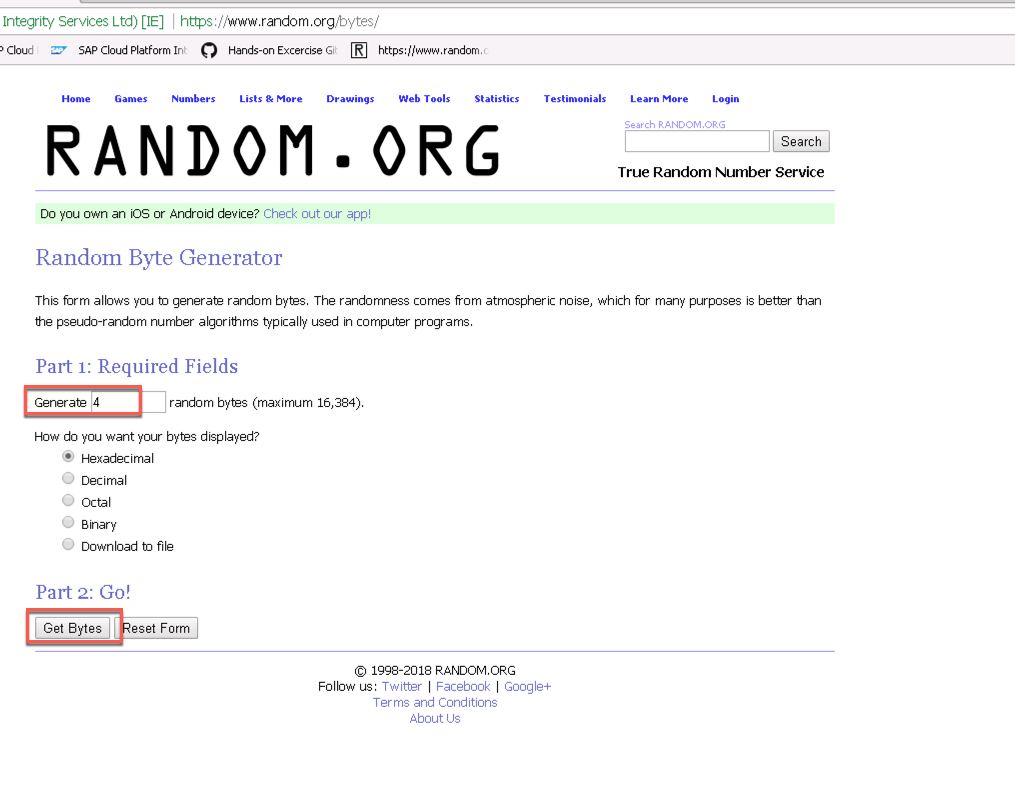 Integrity Services Ltd) [IE] | https://www.random.org/bytes/
P Cloud SAP Cloud Platform Int Hands-on Excercise Git https://www.random.o
Home Games Numbers Lists & More Drawings Web Tools Statistics Testimonials Learn More Login
RANDOM.ORG
Search RANDOM.ORG
Search
True Random Number Service
Do you own an iOS or Android device? Check out our app!
Random Byte Generator
This form allows you to generate random bytes. The randomness comes from atmospheric noise, which for many purposes is better than
the pseudo-random number algorithms typically used in computer programs.
Part 1: Required Fields
Generate 4 random bytes (maximum 16,384).
How do you want your bytes displayed?
Hexadecimal
Decimal
Octal
Binary
Download to file
Part 2: Go!
Get Bytes Reset Form
© 1998-2018 RANDOM.ORG
Follow us: Twitter | Facebook | Google+
Terms and Conditions
About Us